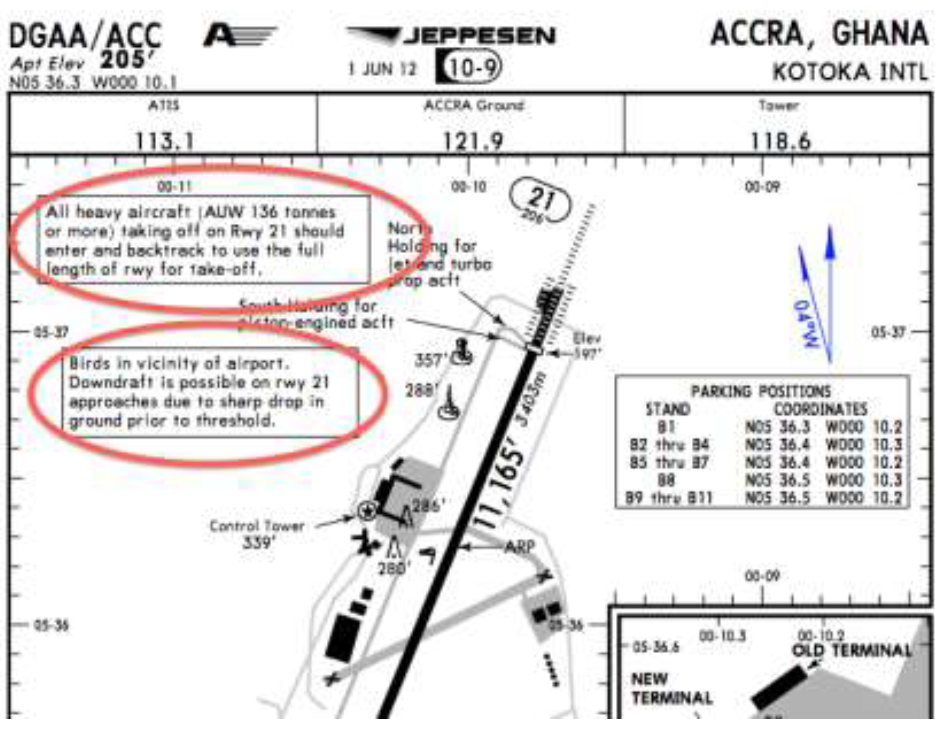 DGAA/ACC
Apt Elev 205'
N05 36.3 W000 10.1
JEPPESEN
1 JUN 12 10-9
ACCRA, GHANA
KOTOKA INTL
ATIS
113.1
ACCRA Ground
121.9
Tower
118.6
00-11
00-10
00-09
All heavy aircraft (AUW 136 tonnes
or more) taking off on Rwy 21 should
enter and backtrack to use the full
length of rwy for take-off.
21
206°
North
Holding for
jet and turbo
prop acft
South Holding for
piston-engined acft
04°W
05-37
05-37
Elev
197'
Birds in vicinity of airport.
Downdraft is possible on rwy 21
approaches due to sharp drop in
ground prior to threshold.
357'
288'
11,165' 3403m
PARKING POSITIONS
STAND COORDINATES
B1 N05 36.3 W000 10.2
B2 thru B4 N05 36.4 W000 10.3
B5 thru B7 N05 36.4 W000 10.2
B8 N05 36.5 W000 10.3
B9 thru B11 N05 36.5 W000 10.2
286'
Control Tower
339'
280'
ARP
00-09
05-36
05-36
05-36.6
00-10.3
00-10.2
OLD TERMINAL
NEW
TERMINAL